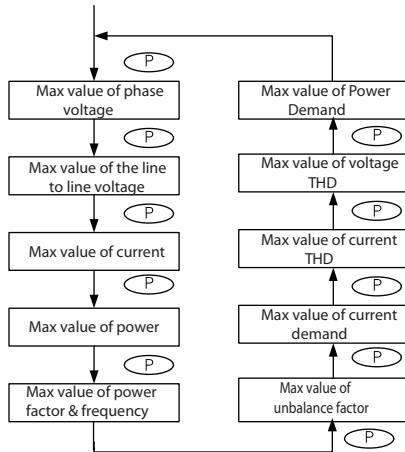 P
Max value of phase
voltage
P
Max value of the line
to line voltage
P
Max value of current
P
Max value of power
P
Max value of power
factor & frequency
P
Max value of
unbalance factor
P
Max value of current
demand
P
Max value of current
THD
P
Max value of voltage
THD
P
Max value of Power
Demand